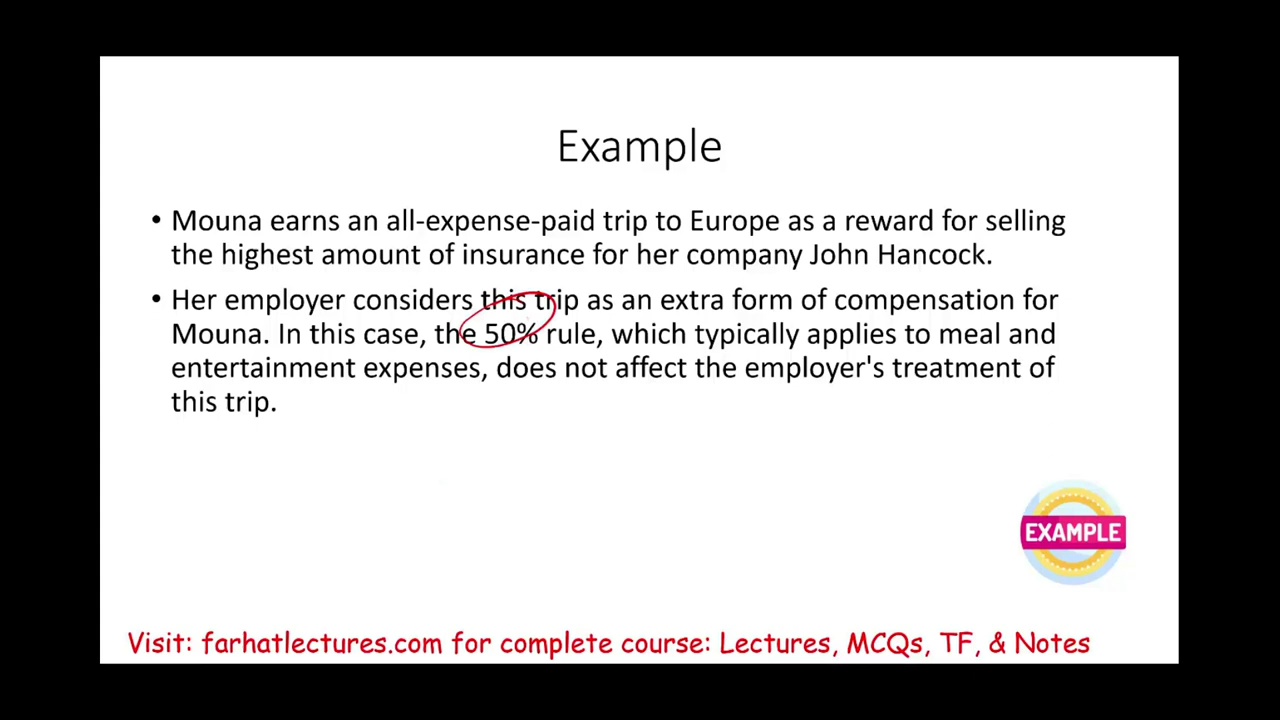 Example
• Mouna earns an all-expense-paid trip to Europe as a reward for selling
the highest amount of insurance for her company John Hancock.
• Her employer considers this trip as an extra form of compensation for
Mouna. In this case, the 50% rule, which typically applies to meal and
entertainment expenses, does not affect the employer's treatment of
this trip.
EXAMPLE
Visit: farhatlectures.com for complete course: Lectures, MCQs, TF, & Notes